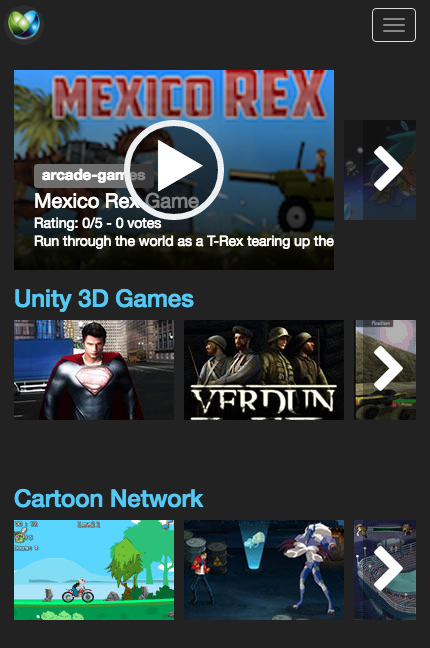 MEXICO REX
arcade-games
Mexico Rex Game
Rating: 0/5 - 0 votes
Run through the world as a T-Rex tearing up the
Unity 3D Games
VERDUN
Cartoon Network